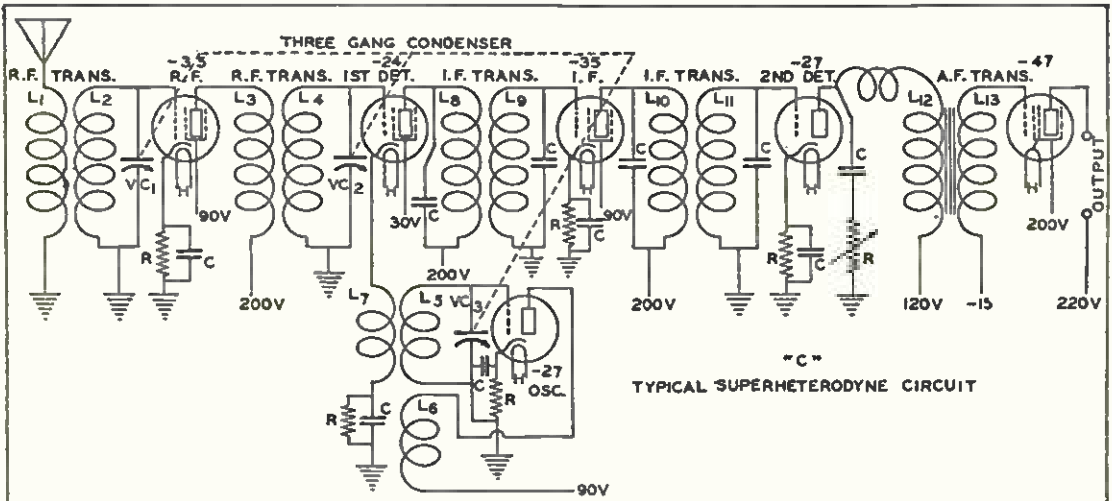 THREE GANG CONDENSER
-35 -24 -35 -27 -47
R.F. TRANS. R.F. R.F. TRANS. 1ST DET. I.F. TRANS. I.F. I.F. TRANS. 2ND DET. A.F. TRANS.
L1 L2 L3 L4 L8 L9 L10 L11 L12 L13
VC1 VC2 C C C C
90V 30V C 90V 200V
OUTPUT
R C R C R C R
200V 200V 200V 120V -15 220V
L7 L5 VC3
C -27
OSC.
R
R C L6
90V
"C"
TYPICAL SUPERHETERODYNE CIRCUIT